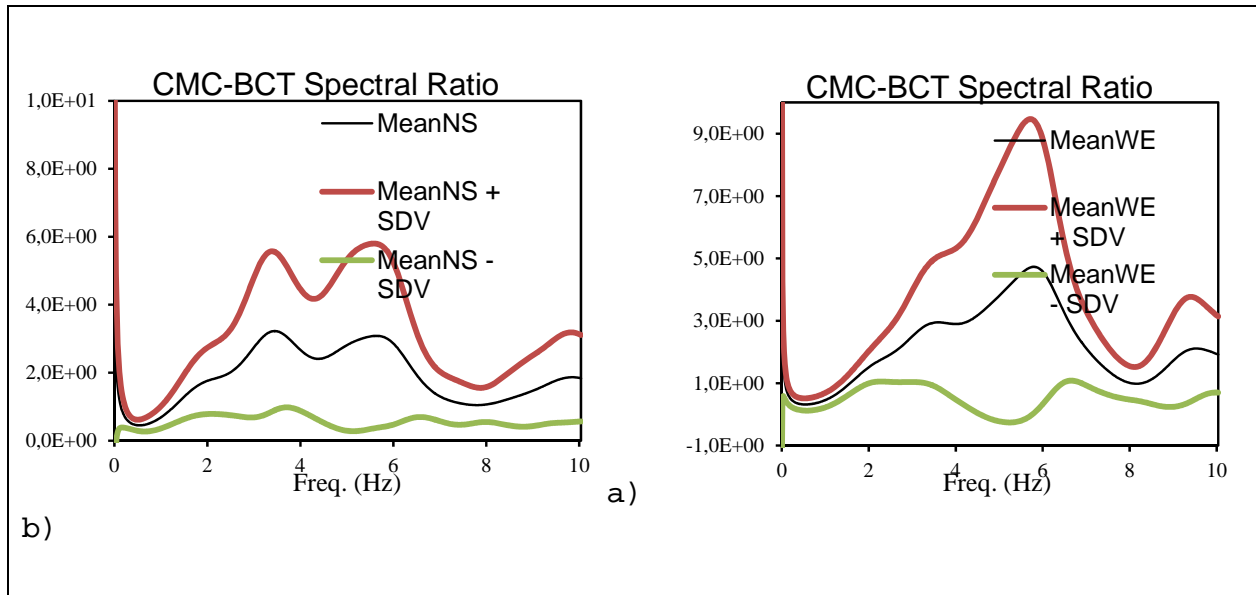 CMC-BCT Spectral Ratio
1,0E+01
8,0E+00
6,0E+00
4,0E+00
2,0E+00
0,0E+00
MeanNS
MeanNS +
SDV
MeanNS -
SDV
0 2 4 6 8 10
Freq. (Hz)
a)
CMC-BCT Spectral Ratio
9,0E+00
7,0E+00
5,0E+00
3,0E+00
1,0E+00
-1,0E+00
MeanWE
MeanWE
+ SDV
MeanWE
- SDV
0 2 4 6 8 10
Freq. (Hz)
b)